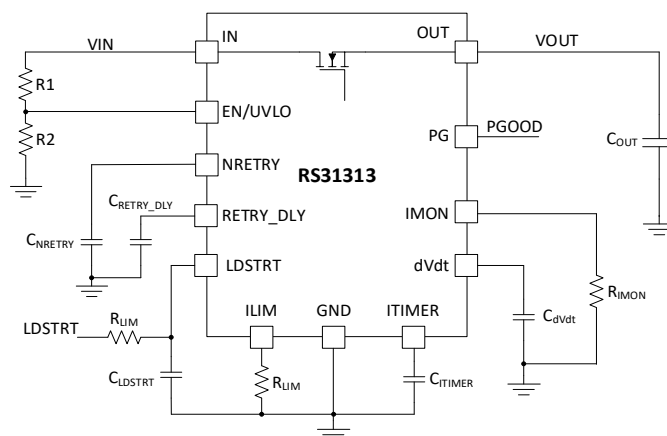 VIN
IN
OUT
VOUT
R1
EN/UVLO
R2
PG
PGOOD
COUT
NRETRY
RS31313
CRETRY_DLY
RETRY_DLY
IMON
CNRETRY
LDSTRT
dVdt
RIMON
LDSTRT
RLIM
ILIM
GND
ITIMER
CdVdt
CLDSTRT
RLIM
CITIMER